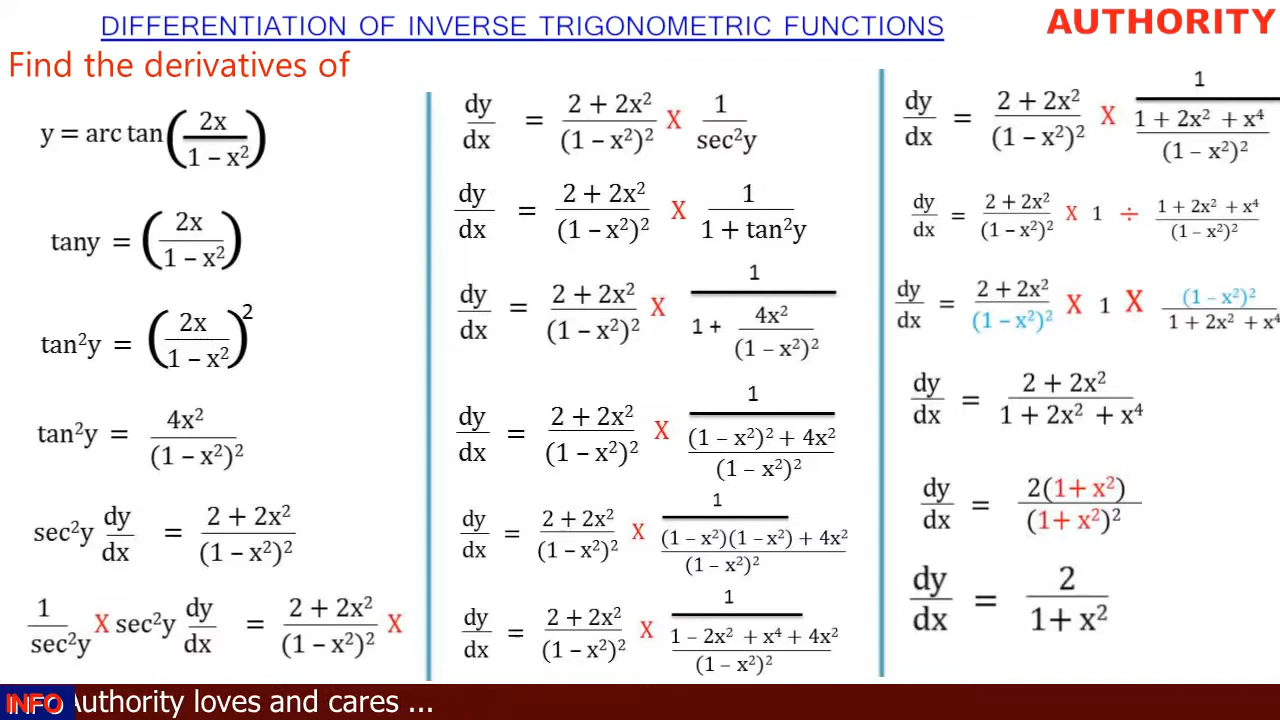 DIFFERENTIATION OF INVERSE TRIGONOMETRIC FUNCTIONS
AUTHORITY
Find the derivatives of
y = arc tan(2x / 1 – x²)
tany = (2x / 1 – x²)
tan²y = (2x / 1 – x²)²
tan²y = 4x² / (1 – x²)²
sec²y dy/dx = 2 + 2x² / (1 – x²)²
1 / sec²y X sec²y dy/dx = 2 + 2x² / (1 – x²)² X
dy/dx = 2 + 2x² / (1 – x²)² X 1 / sec²y
dy/dx = 2 + 2x² / (1 – x²)² X 1 / 1 + tan²y
dy/dx = 2 + 2x² / (1 – x²)² X 1 / 1 + 4x² / (1 – x²)²
dy/dx = 2 + 2x² / (1 – x²)² X 1 / (1 – x²)² + 4x² / (1 – x²)²
dy/dx = 2 + 2x² / (1 – x²)² X 1 / (1 – x²)(1 – x²) + 4x² / (1 – x²)²
dy/dx = 2 + 2x² / (1 – x²)² X 1 / 1 – 2x² + x⁴ + 4x² / (1 – x²)²
dy/dx = 2 + 2x² / (1 – x²)² X 1 / 1 + 2x² + x⁴ / (1 – x²)²
dy/dx = 2 + 2x² / (1 – x²)² X 1 ÷ 1 + 2x² + x⁴ / (1 – x²)²
dy/dx = 2 + 2x² / (1 – x²)² X 1 X (1 – x²)² / 1 + 2x² + x⁴
dy/dx = 2 + 2x² / 1 + 2x² + x⁴
dy/dx = 2(1+ x²) / (1+ x²)²
dy/dx = 2 / 1+ x²
INFO Authority loves and cares ...